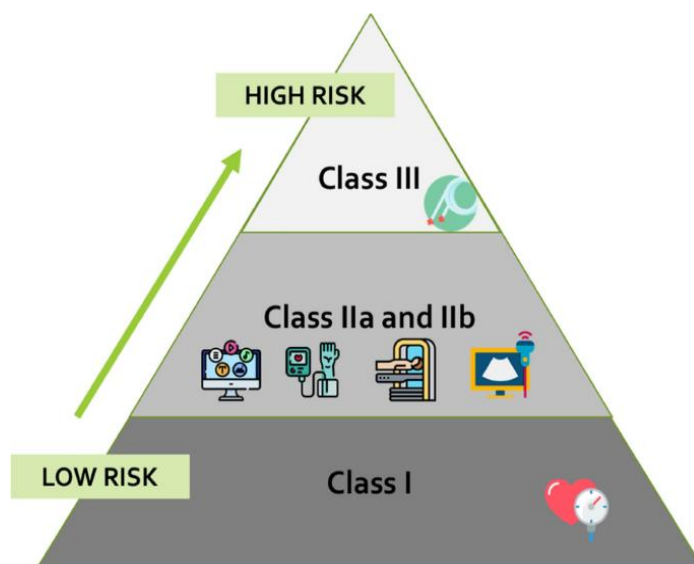 HIGH RISK
Class III
Class IIa and IIb
LOW RISK
Class I